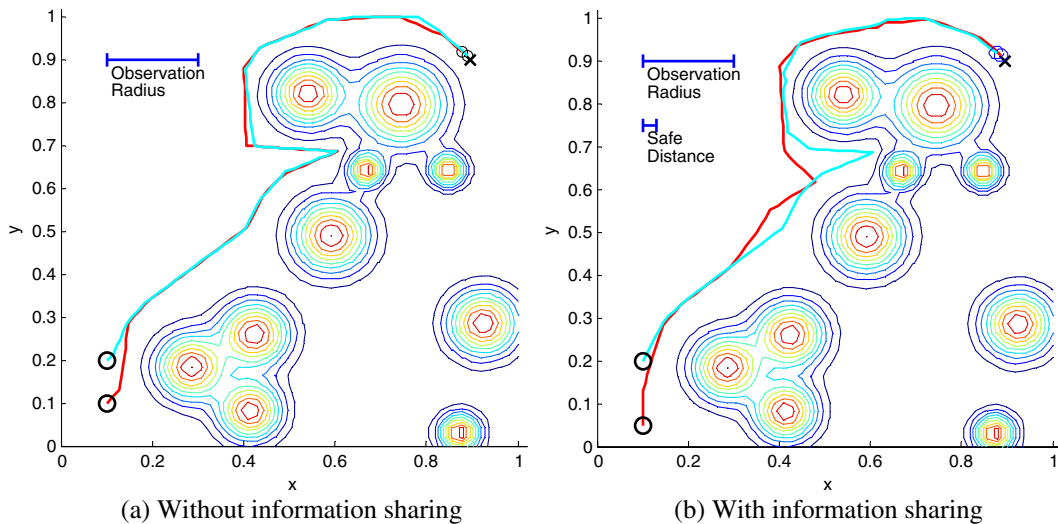 1
0.9
0.8
0.7
0.6
0.5
0.4
0.3
0.2
0.1
0
y
Observation
Radius
0
0.2
0.4
0.6
0.8
1
x
(a) Without information sharing
1
0.9
0.8
0.7
0.6
0.5
0.4
0.3
0.2
0.1
0
y
Observation
Radius
Safe
Distance
0
0.2
0.4
0.6
0.8
1
x
(b) With information sharing